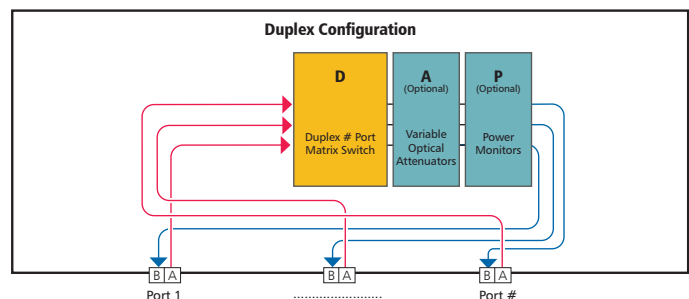 Duplex Configuration
D
Duplex # Port
Matrix Switch
A
(Optional)
Variable
Optical
Attenuators
P
(Optional)
Power
Monitors
B A
B A
B A
Port 1
........................
Port #